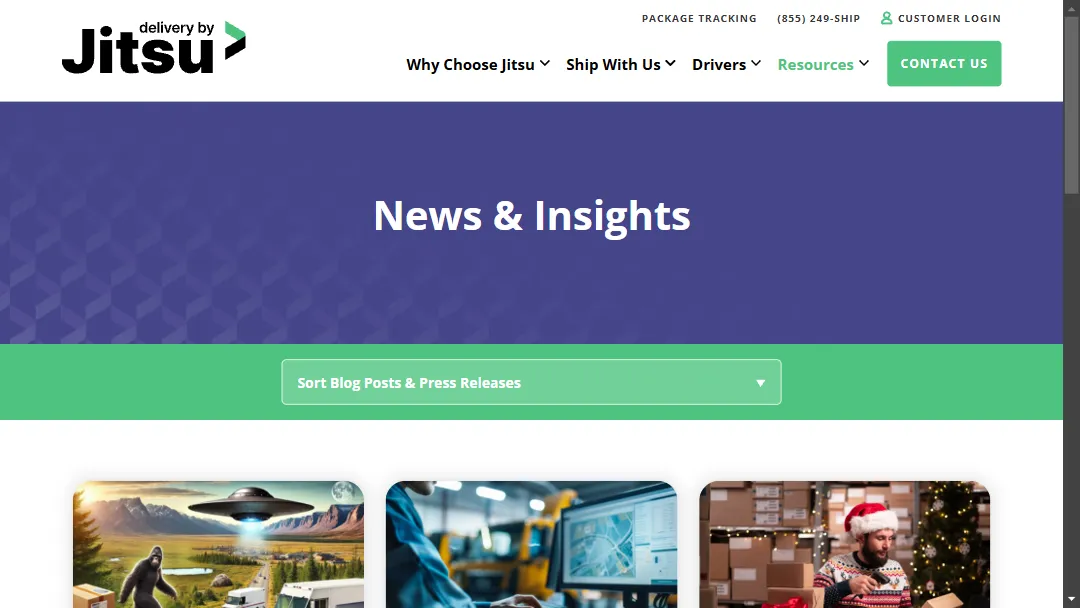 PACKAGE TRACKING (855) 249-SHIP CUSTOMER LOGIN
delivery by
Jitsu
Why Choose Jitsu Ship With Us Drivers Resources CONTACT US
News & Insights
Sort Blog Posts & Press Releases